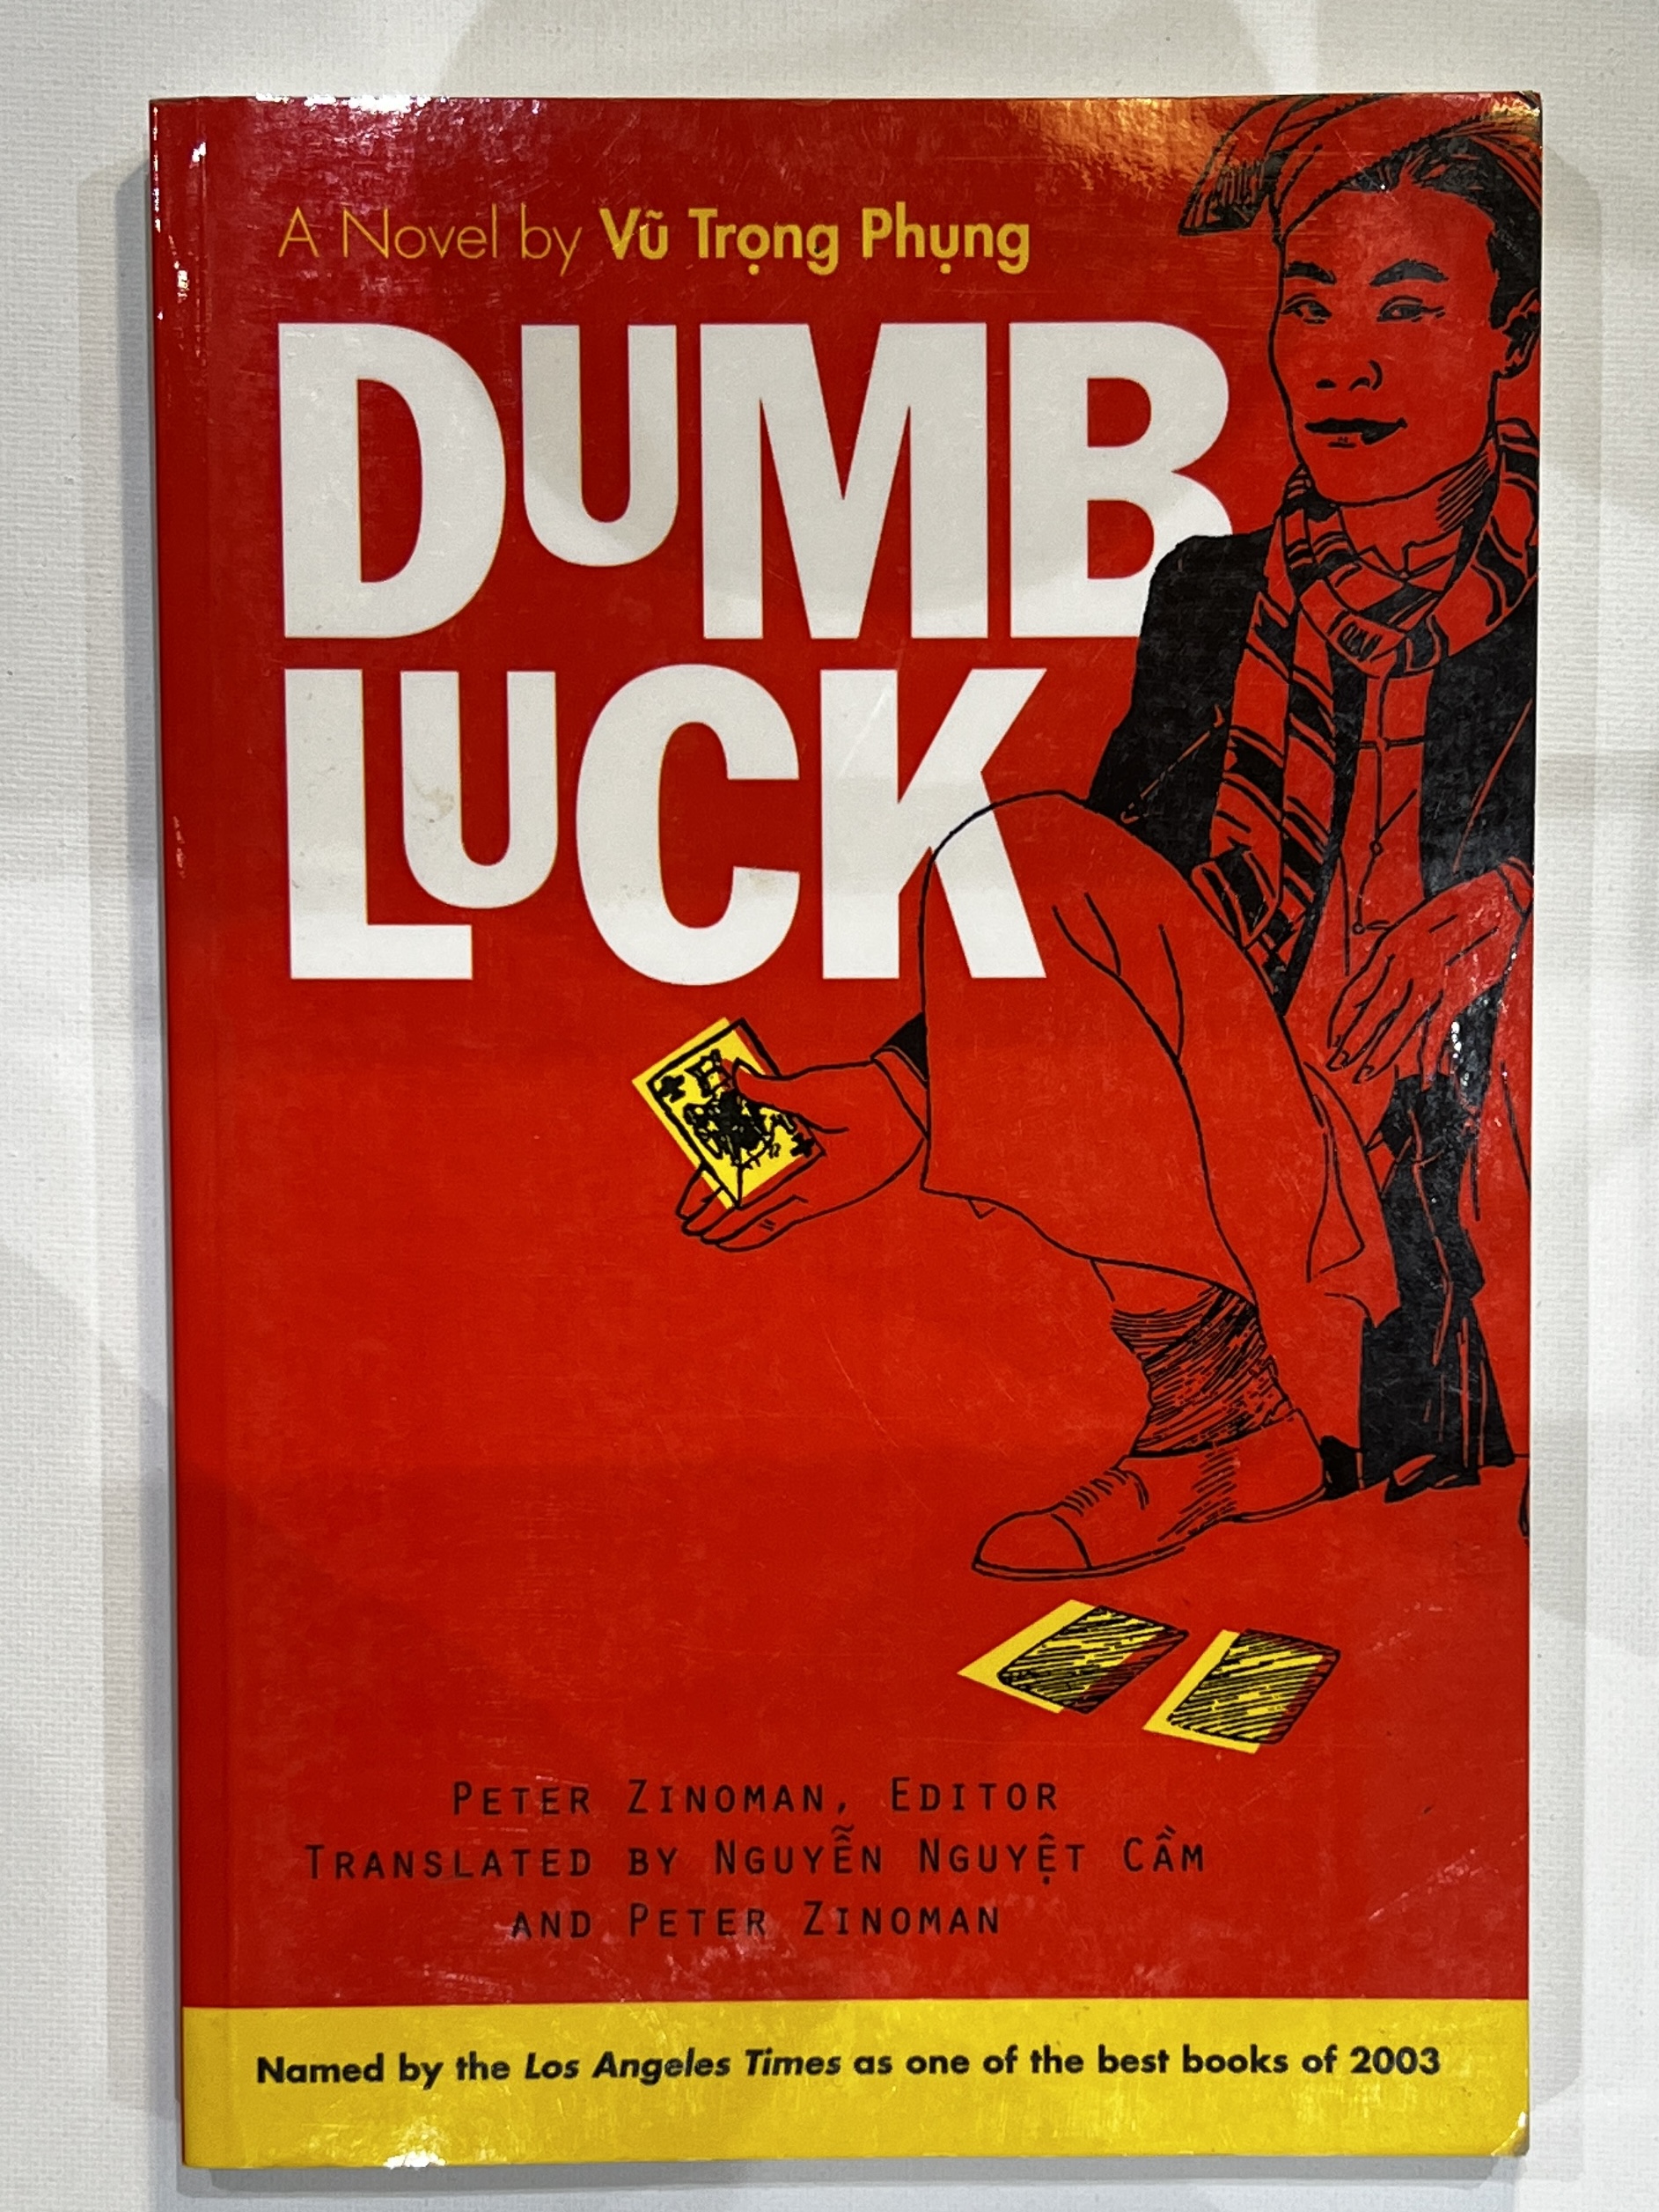 A Novel by Vũ Trọng Phụng
DUMB
LUCK
PETER ZINOMAN, EDITOR
TRANSLATED BY NGUYỄN NGUYỆT CẦM
AND PETER ZINOMAN
Named by the Los Angeles Times as one of the best books of 2003